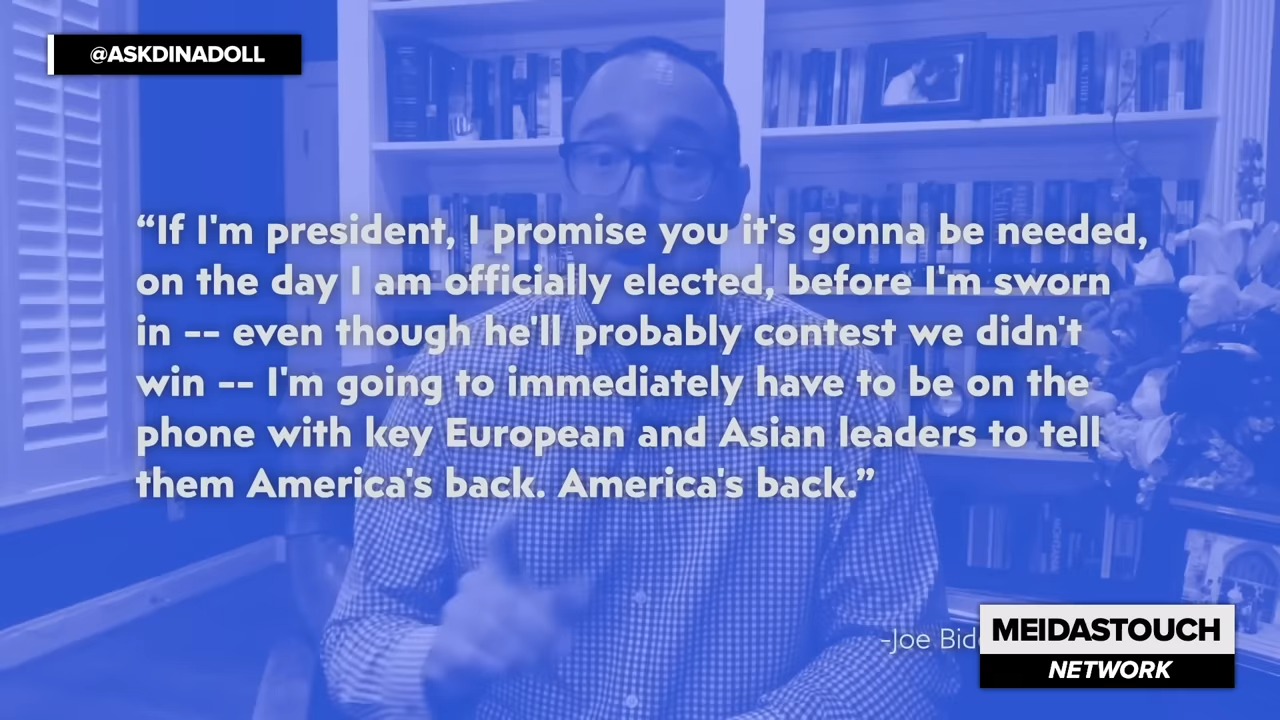 @ASKDINADOLL
“If I'm president, I promise you it's gonna be needed,
on the day I am officially elected, before I'm sworn
in -- even though he'll probably contest we didn't
win -- I'm going to immediately have to be on the
phone with key European and Asian leaders to tell
them America's back. America's back.”
-Joe
MEIDASTOUCH
NETWORK